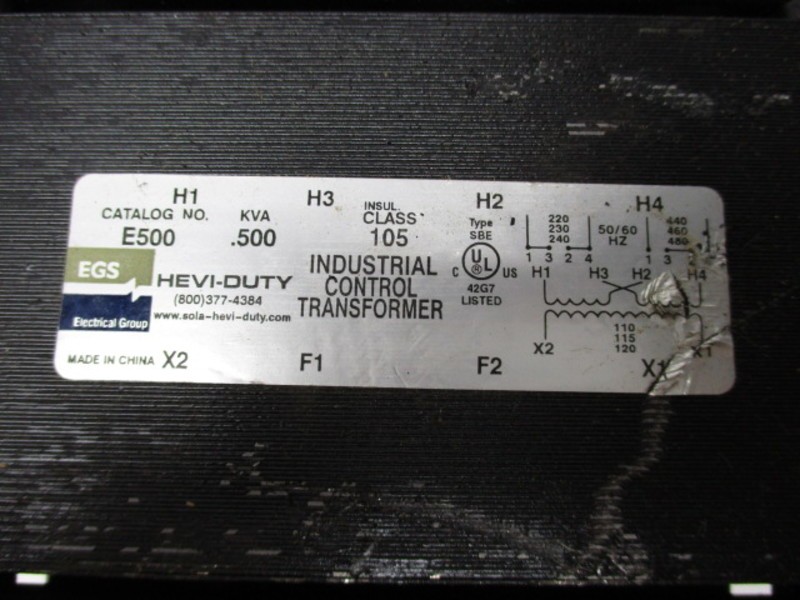 H1 H3 H2 H4
CATALOG NO. KVA INSUL. CLASS
E500 .500 105
EGS
Electrical Group
HEVI-DUTY
(800)377-4384
www.sola-hevi-duty.com
INDUSTRIAL
CONTROL
TRANSFORMER
Type
SBE
C UL ® US
42G7
LISTED
220
230
240
50/60
HZ
440
460
480
1 3 2 4
1 3 2
H1 H3 H2 H4
110
115
120
X2 X1
MADE IN CHINA X2 F1 F2 X1